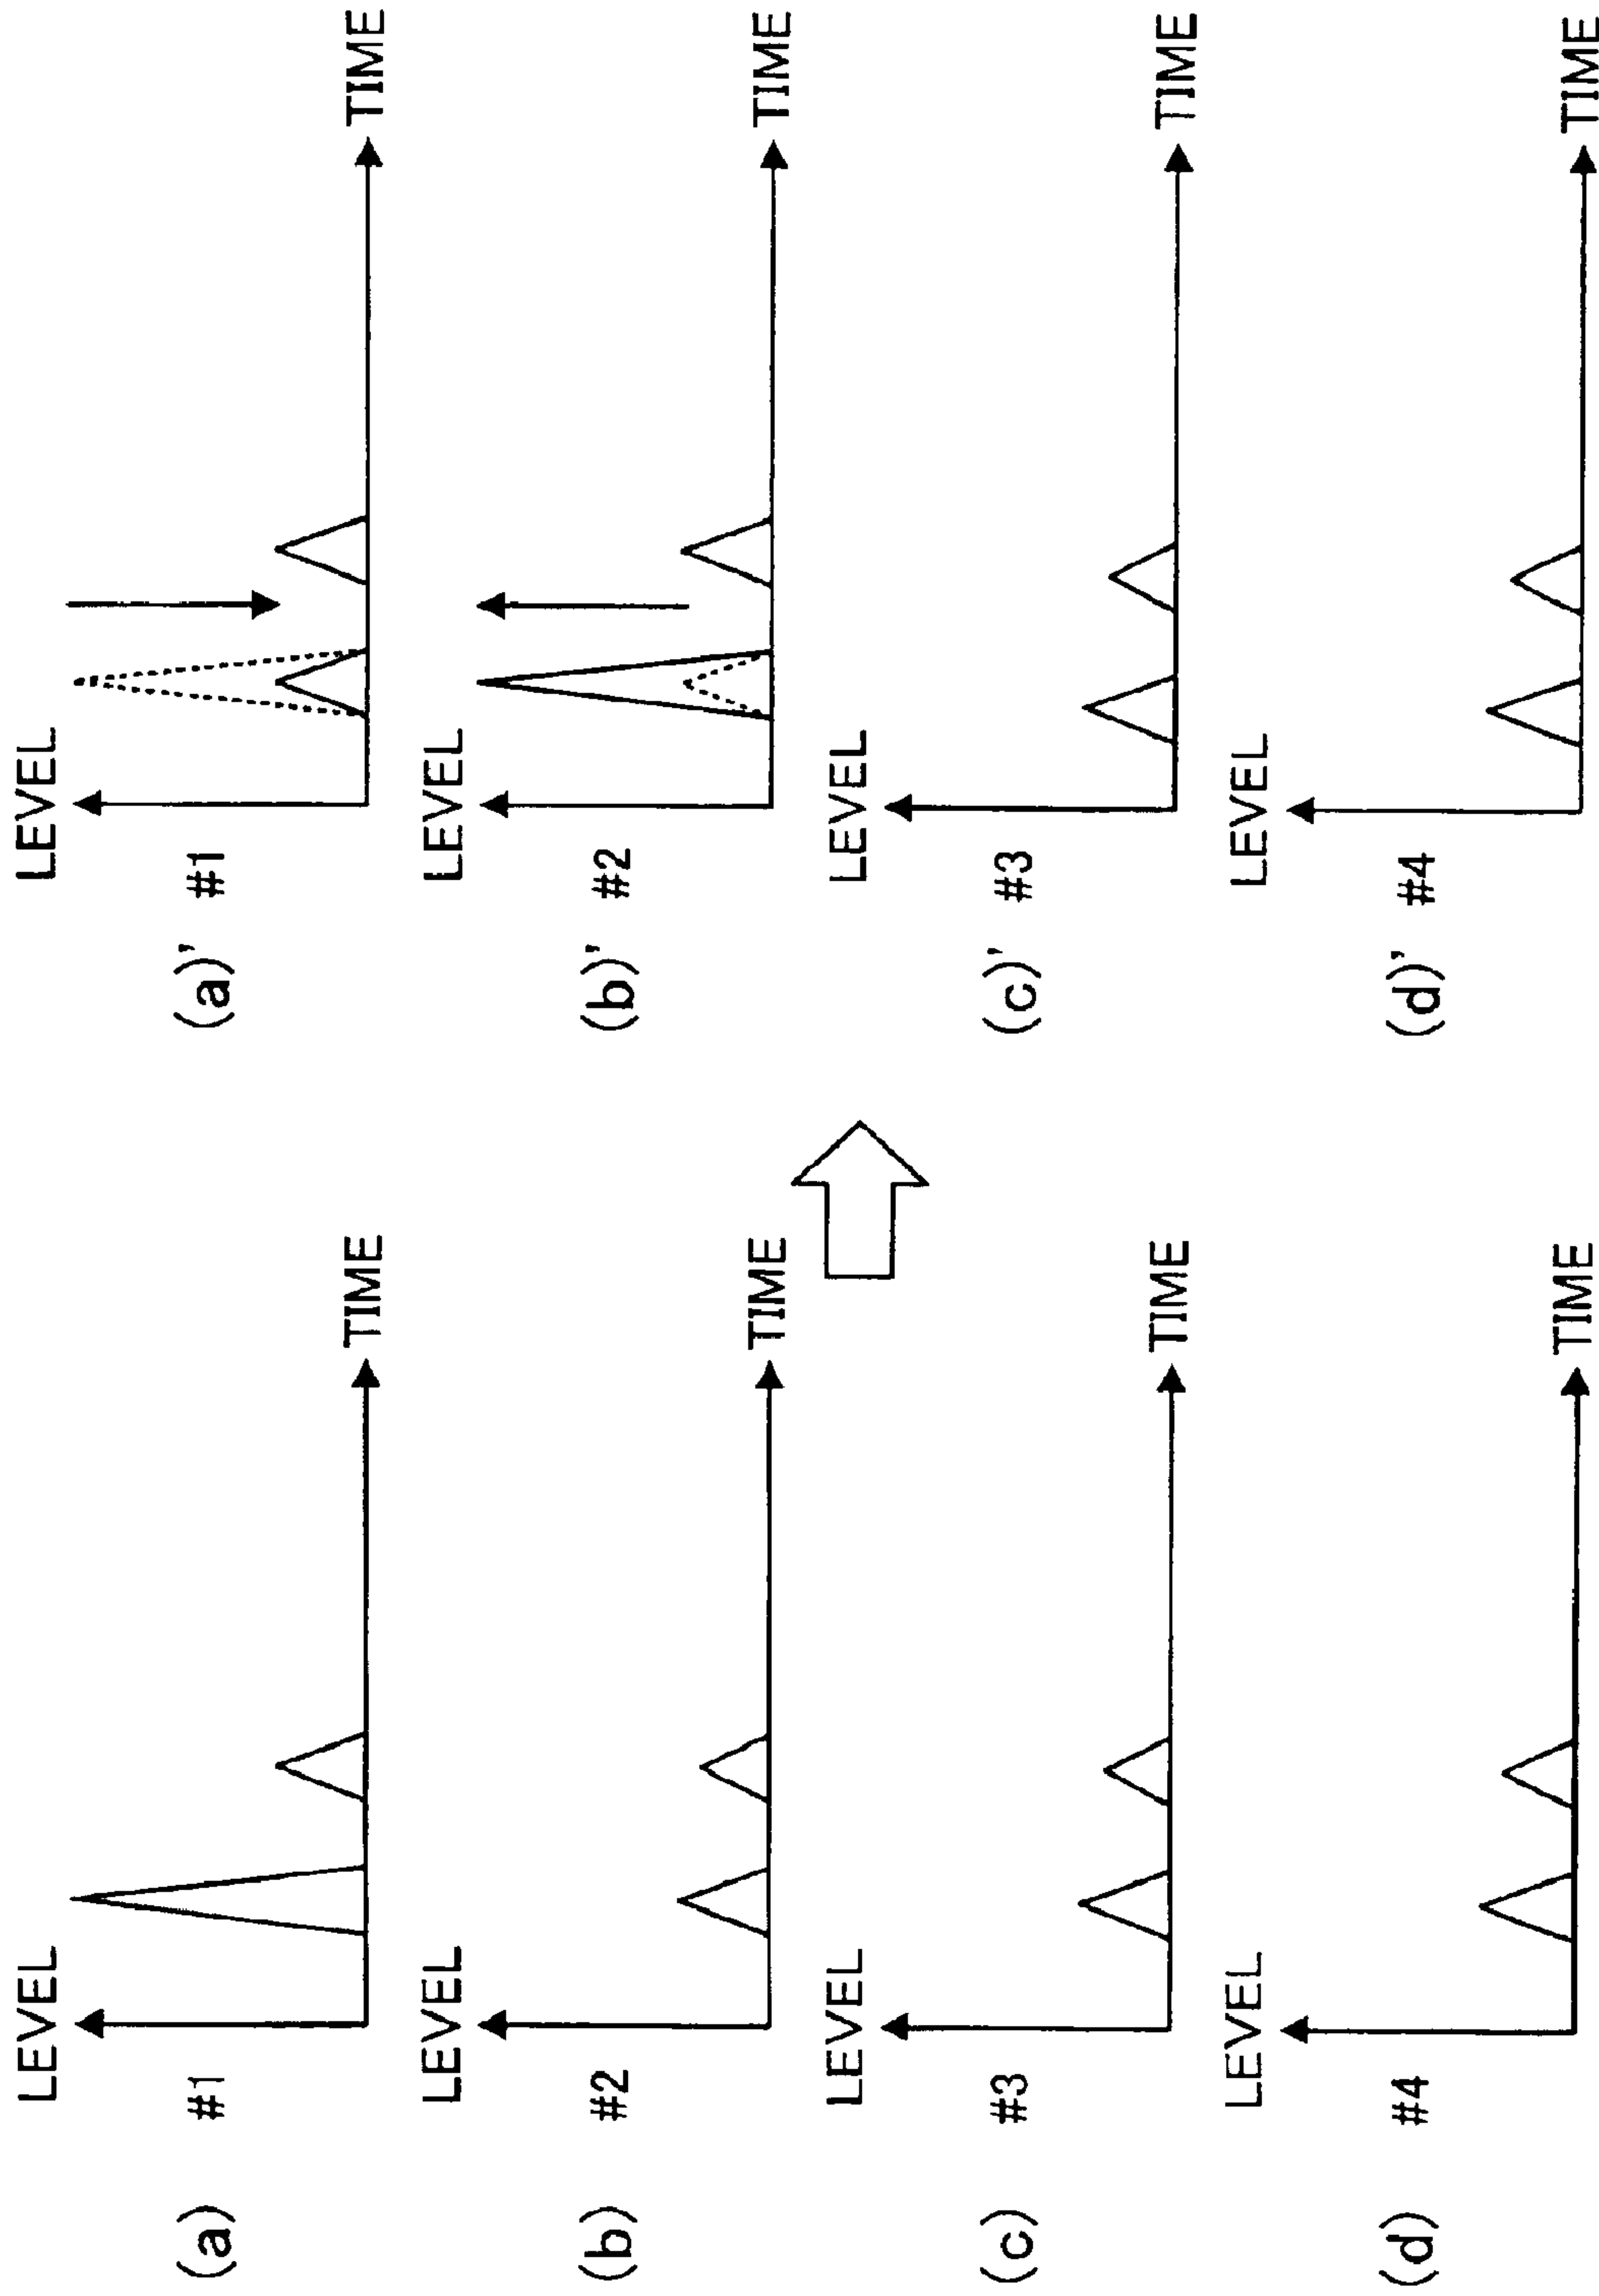 LEVEL
(a) #1
TIME
LEVEL
(b) #2
TIME
LEVEL
(c) #3
TIME
LEVEL
(d) #4
TIME
LEVEL
(a)' #1
TIME
LEVEL
(b)' #2
TIME
LEVEL
(c)' #3
TIME
LEVEL
(d)' #4
TIME